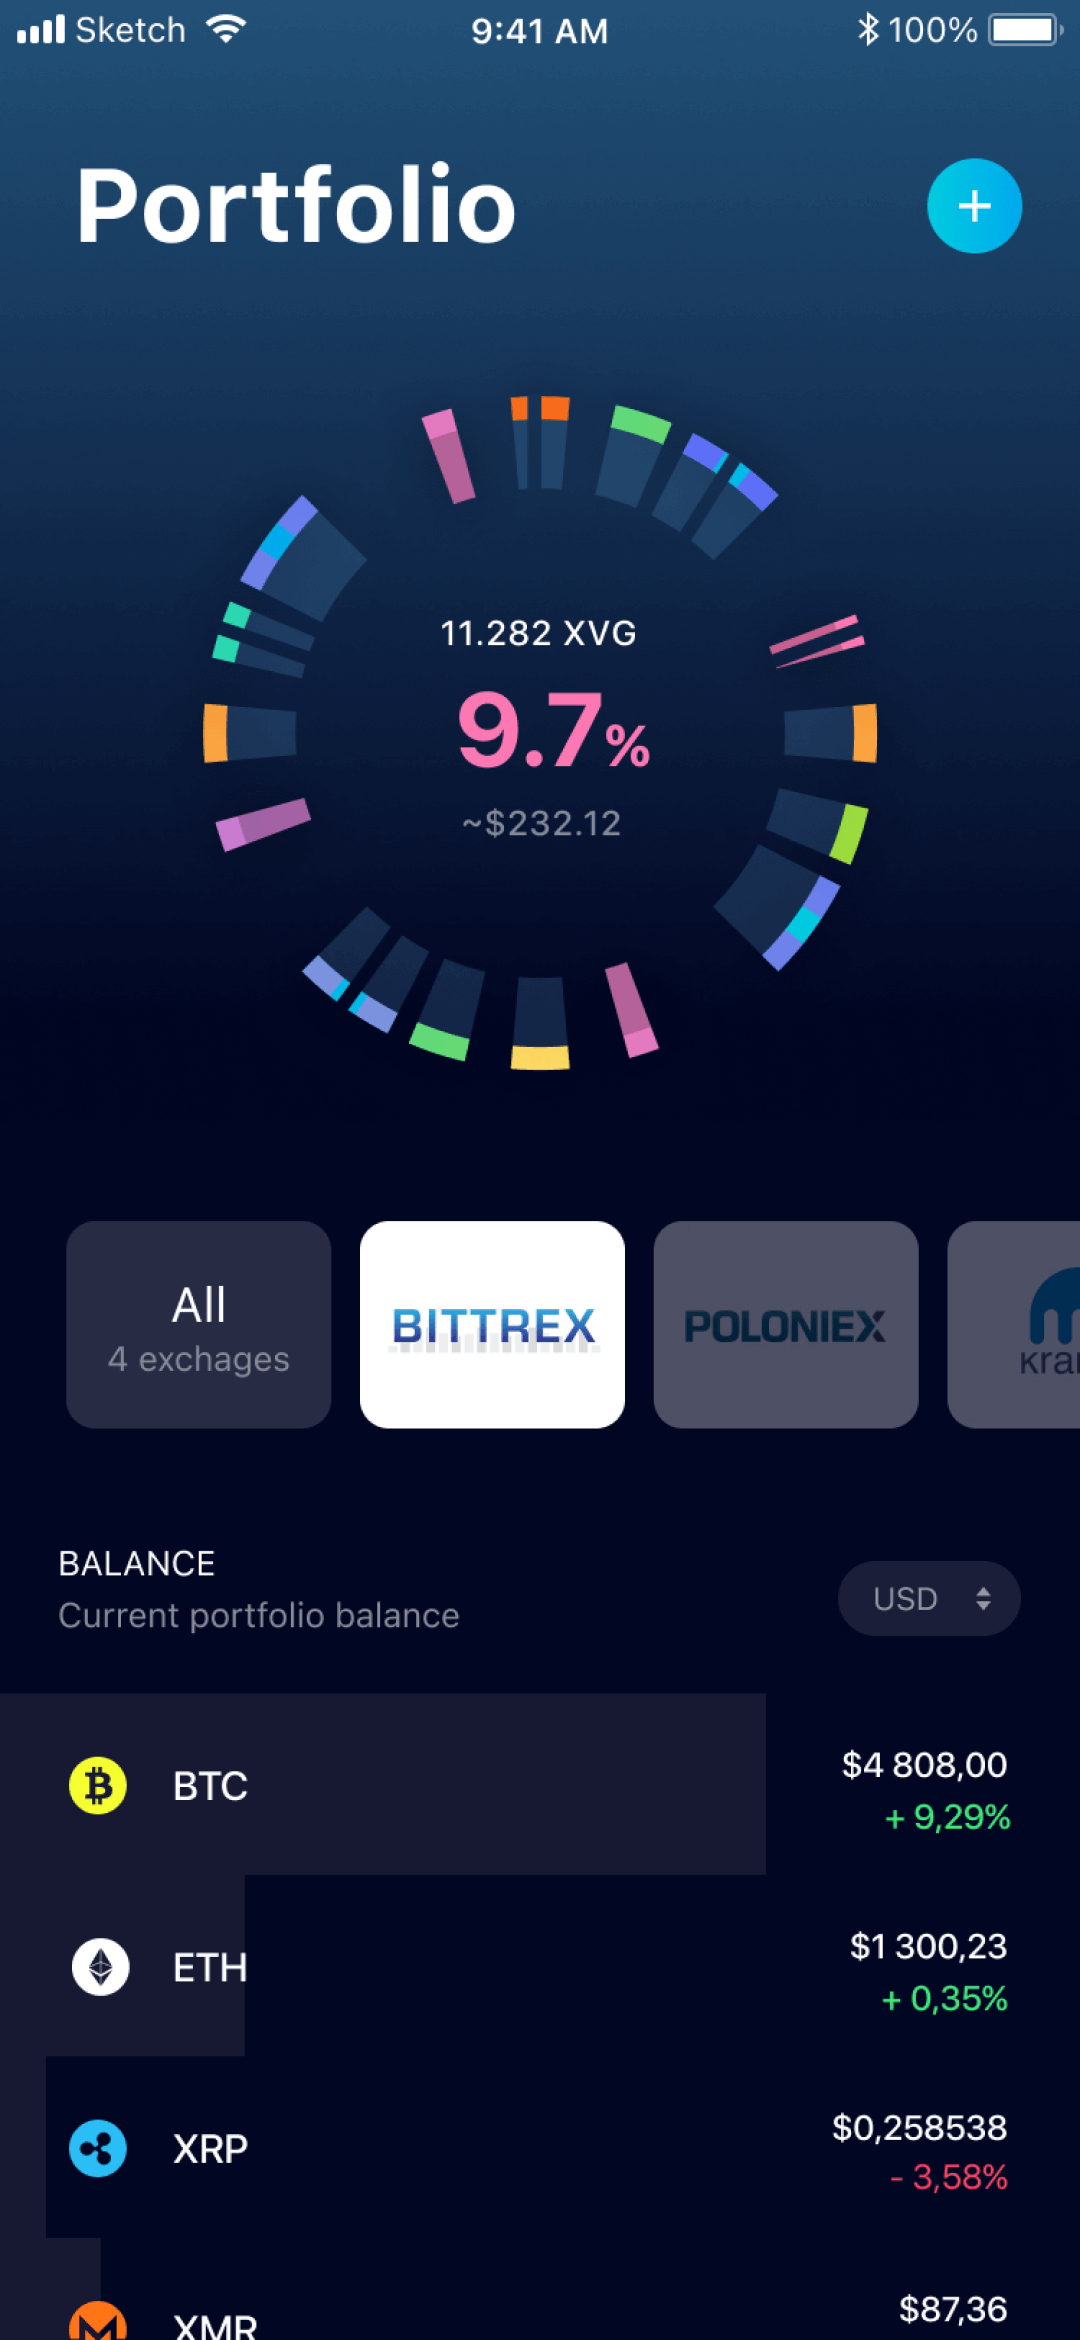 Sketch 9:41 AM 100%
Portfolio
+
11.282 XVG
9.7%
~$232.12
All
4 exchages
BITTREX
POLONIEX
BALANCE
Current portfolio balance
USD
BTC
$4 808,00
+ 9,29%
ETH
$1 300,23
+ 0,35%
XRP
$0,258538
- 3,58%
XMR
$87,36